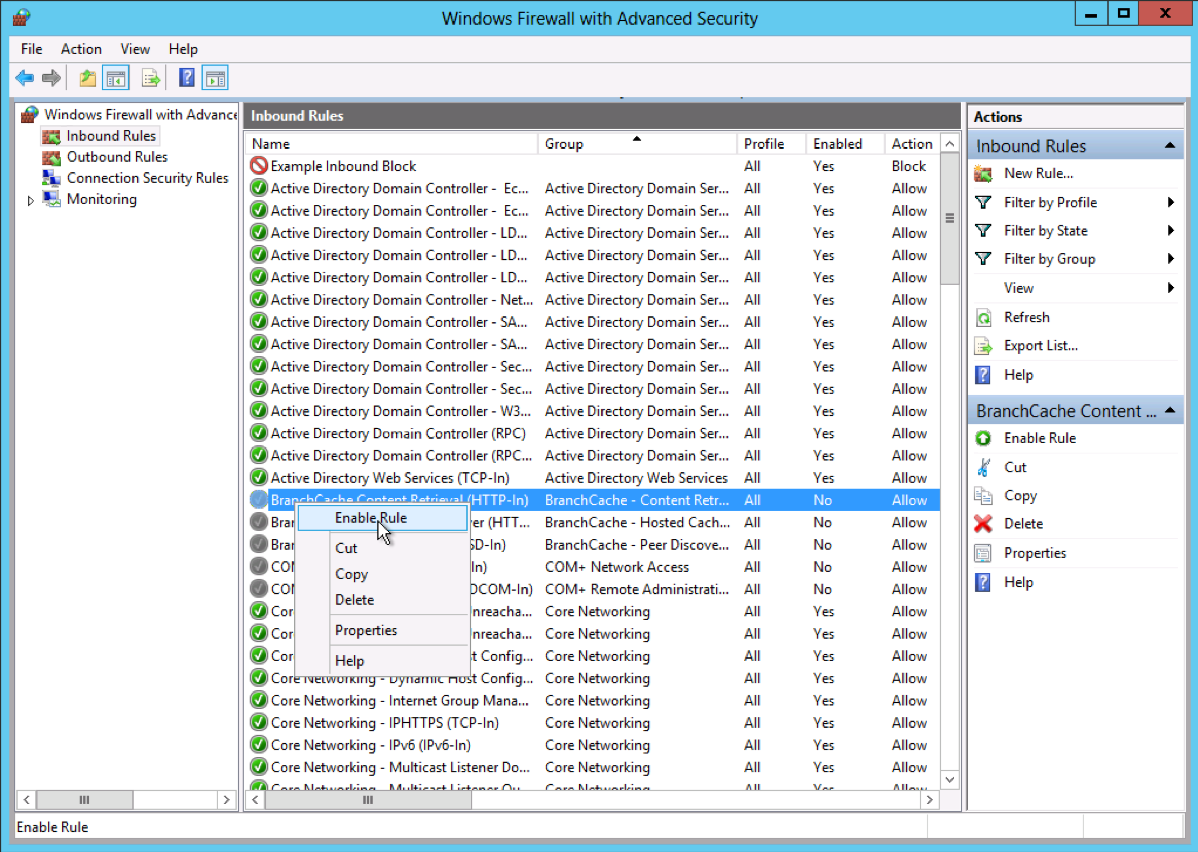 Windows Firewall with Advanced Security
File Action View Help
Windows Firewall with Advance
Inbound Rules
Outbound Rules
Connection Security Rules
Monitoring
Inbound Rules
Name Group Profile Enabled Action
Example Inbound Block All Yes Block
Active Directory Domain Controller - Ec... Active Directory Domain Ser... All Yes Allow
Active Directory Domain Controller - Ec... Active Directory Domain Ser... All Yes Allow
Active Directory Domain Controller - LD... Active Directory Domain Ser... All Yes Allow
Active Directory Domain Controller - LD... Active Directory Domain Ser... All Yes Allow
Active Directory Domain Controller - LD... Active Directory Domain Ser... All Yes Allow
Active Directory Domain Controller - Net... Active Directory Domain Ser... All Yes Allow
Active Directory Domain Controller - SA... Active Directory Domain Ser... All Yes Allow
Active Directory Domain Controller - SA... Active Directory Domain Ser... All Yes Allow
Active Directory Domain Controller - Sec... Active Directory Domain Ser... All Yes Allow
Active Directory Domain Controller - Sec... Active Directory Domain Ser... All Yes Allow
Active Directory Domain Controller - W3... Active Directory Domain Ser... All Yes Allow
Active Directory Domain Controller (RPC) Active Directory Domain Ser... All Yes Allow
Active Directory Domain Controller (RPC... Active Directory Domain Ser... All Yes Allow
Active Directory Web Services (TCP-In) Active Directory Web Services All Yes Allow
BranchCache Content Retrieval (HTTP-In) BranchCache - Content Retr... All No Allow
Bran er (HTT... BranchCache - Hosted Cach... All No Allow
Bran SD-In) BranchCache - Peer Discove... All No Allow
COM n) COM+ Network Access All No Allow
COM DCOM-In) COM+ Remote Administrati... All No Allow
Core nreacha... Core Networking All Yes Allow
Core nreacha... Core Networking All Yes Allow
Core t Config... Core Networking All Yes Allow
Core Networking - Dynamic Host Config... Core Networking All Yes Allow
Core Networking - Internet Group Mana... Core Networking All Yes Allow
Core Networking - IPHTTPS (TCP-In) Core Networking All Yes Allow
Core Networking - IPv6 (IPv6-In) Core Networking All Yes Allow
Core Networking - Multicast Listener Do... Core Networking All Yes Allow
Core Networking - Multicast Listener Qu... Core Networking All Yes Allow
Enable Rule
Cut
Copy
Delete
Properties
Help
Actions
Inbound Rules
New Rule...
Filter by Profile
Filter by State
Filter by Group
View
Refresh
Export List...
Help
BranchCache Content ...
Enable Rule
Cut
Copy
Delete
Properties
Help
Enable Rule